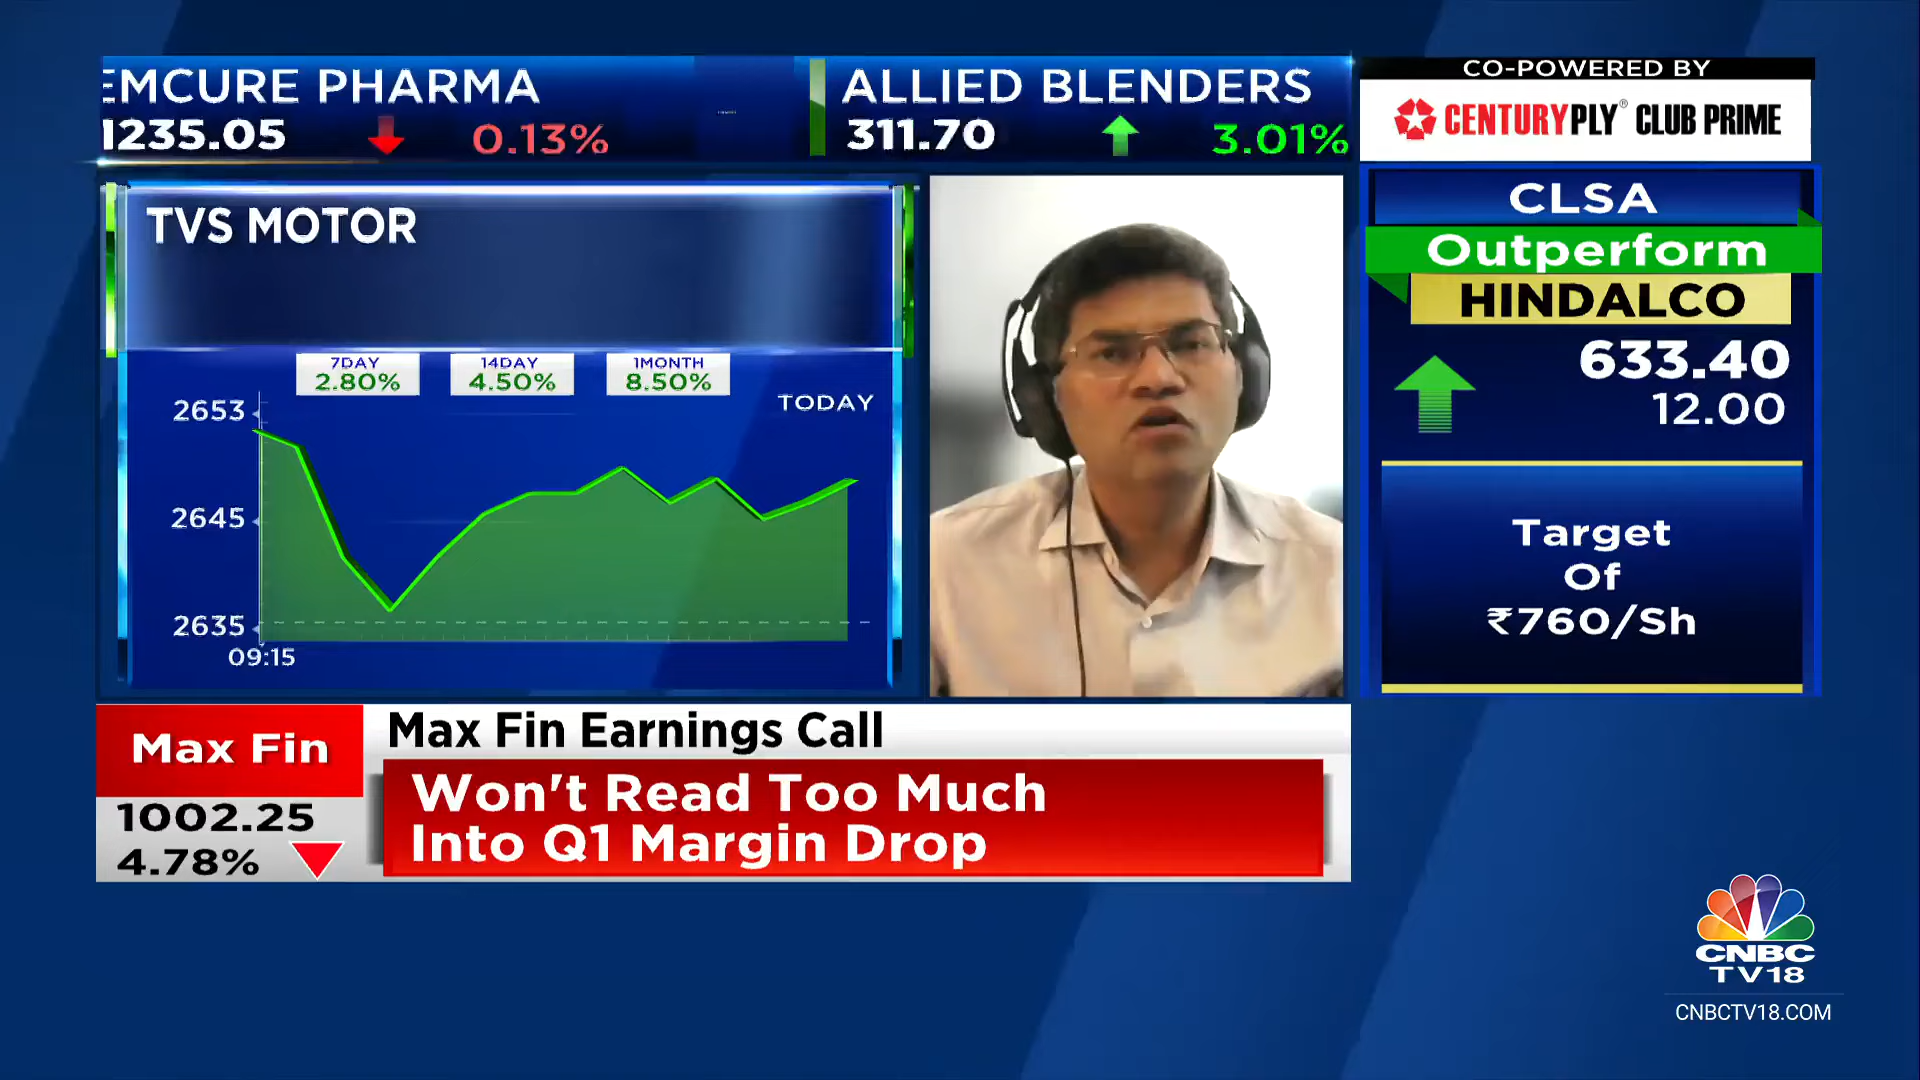 EMCURE PHARMA
1235.05 0.13%
ALLIED BLENDERS
311.70 3.01%
CO-POWERED BY
CENTURYPLY® CLUB PRIME
TVS MOTOR
7DAY
2.80%
14DAY
4.50%
1MONTH
8.50%
TODAY
2653
2645
2635
09:15
CLSA
Outperform
HINDALCO
633.40
12.00
Target
Of
₹760/Sh
Max Fin
1002.25
4.78%
Max Fin Earnings Call
Won't Read Too Much
Into Q1 Margin Drop
CNBC
TV18
CNBCTV18.COM